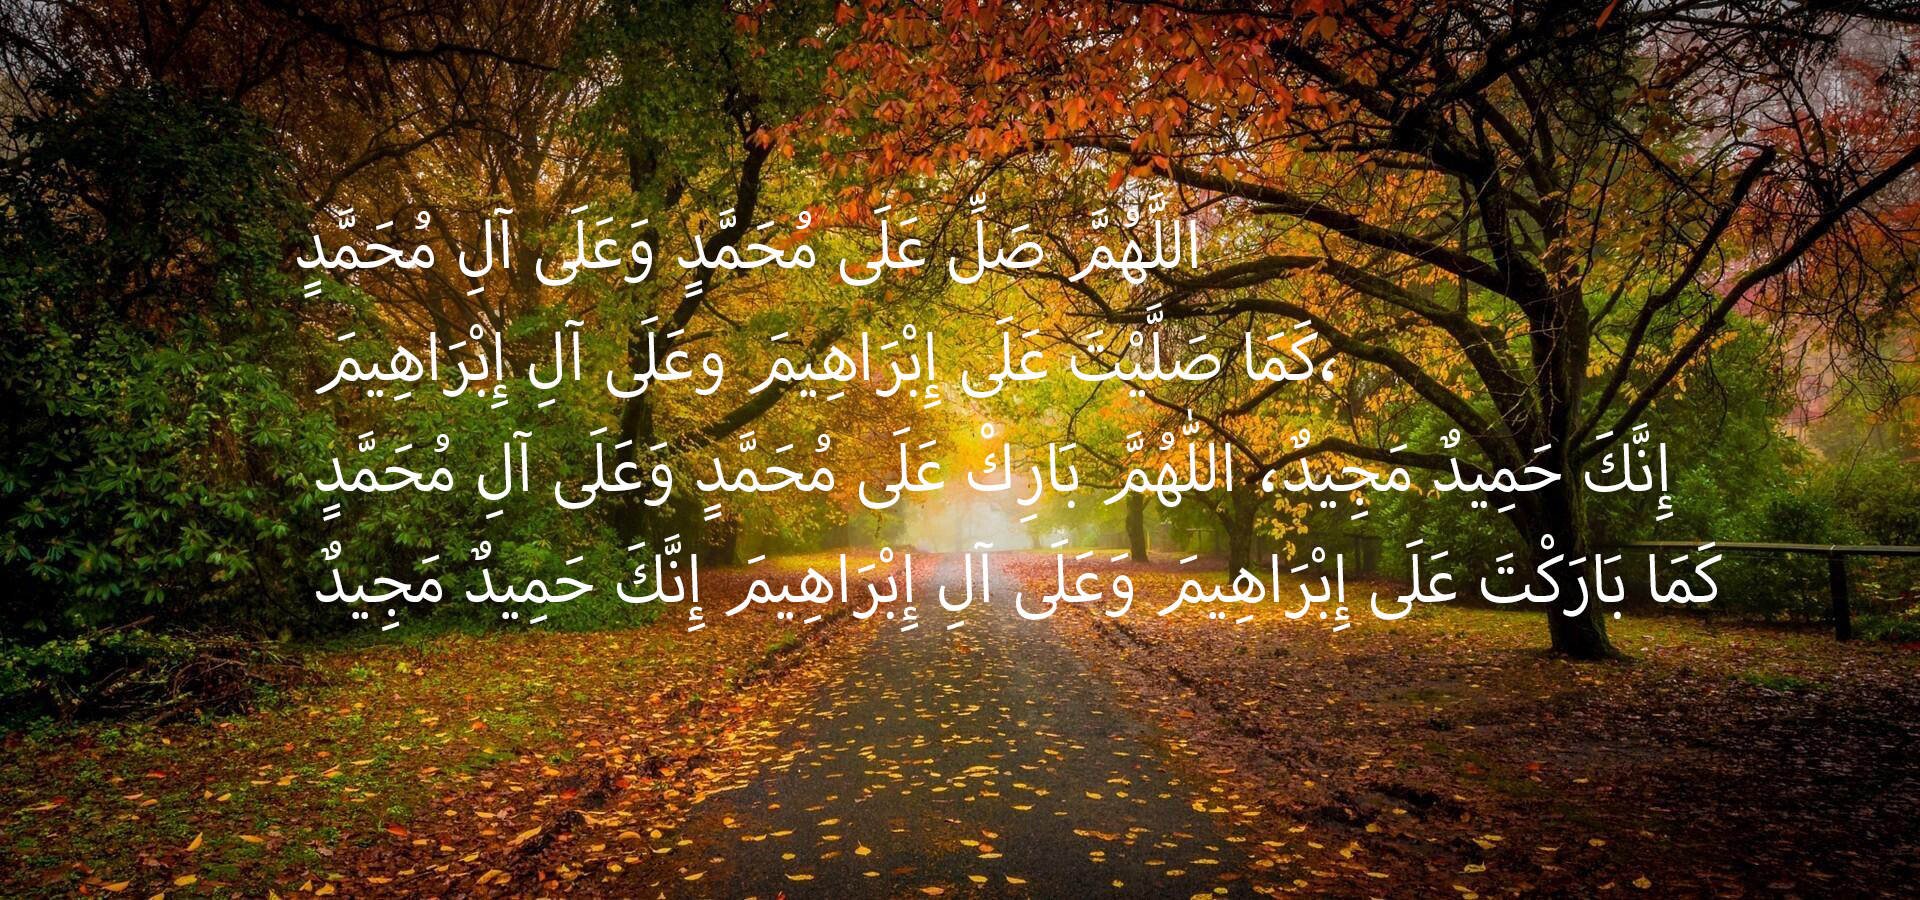 اللَّهُمَّ صَلِّ عَلَى مُحَمَّدٍ وَعَلَى آلِ مُحَمَّدٍ
،كَمَا صَلَّيْتَ عَلَى إِبْرَاهِيمَ وعَلَى آلِ إِبْرَاهِيمَ
إِنَّكَ حَمِيدٌ مَجِيدٌ، اللّٰهُمَّ بَارِكْ عَلَى مُحَمَّدٍ وَعَلَى آلِ مُحَمَّدٍ
كَمَا بَارَكْتَ عَلَى إِبْرَاهِيمَ وَعَلَى آلِ إِبْرَاهِيمَ إِنَّكَ حَمِيدٌ مَجِيدٌ